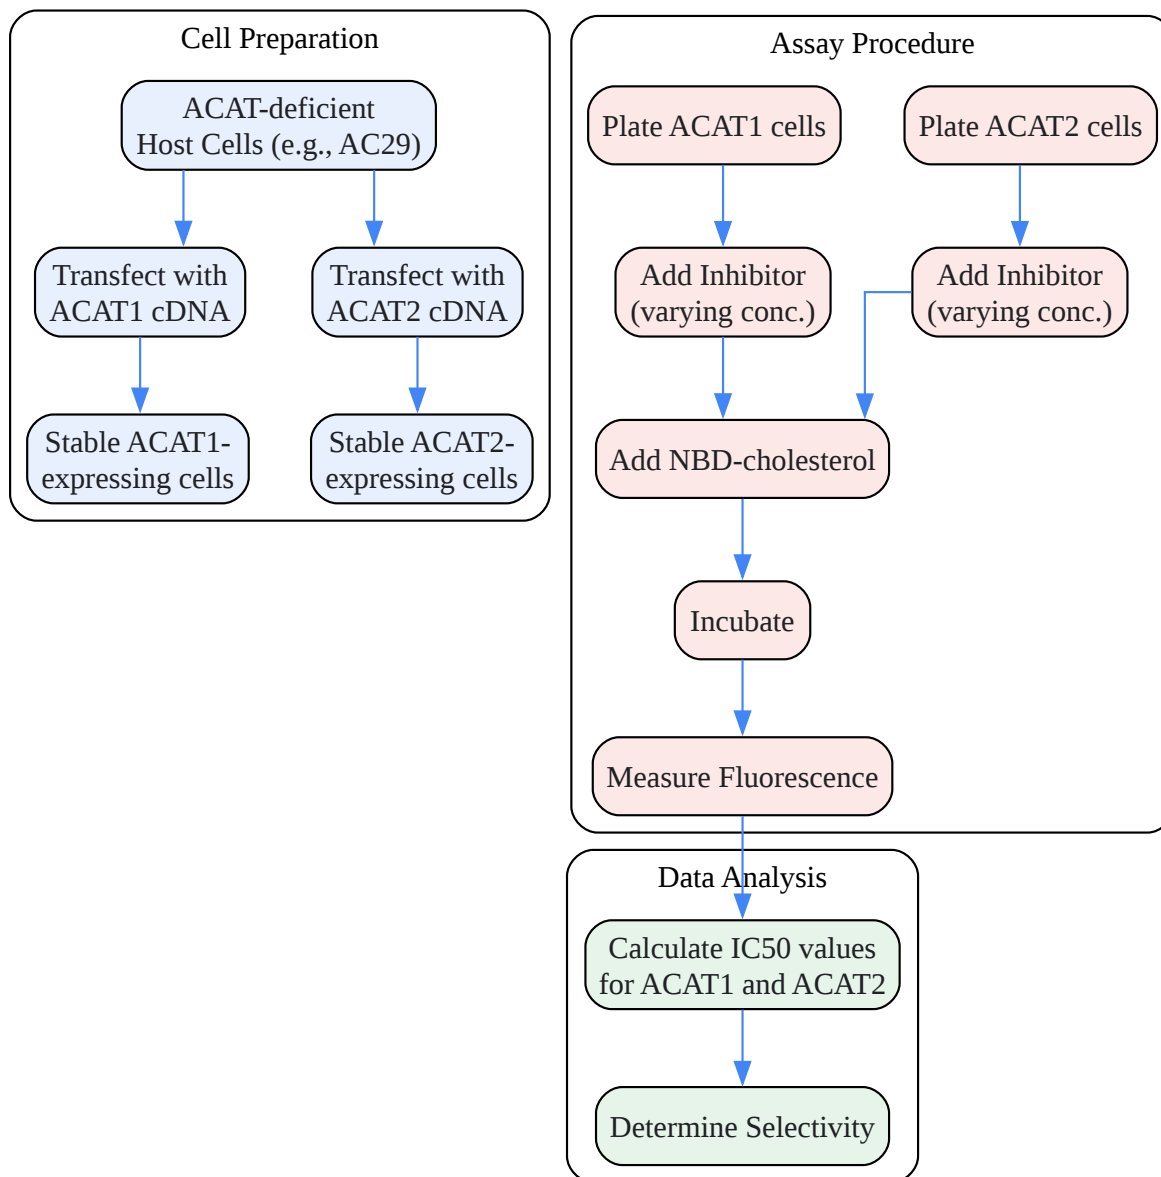 Cell Preparation
ACAT-deficient
Host Cells (e.g., AC29)
Transfect with
ACAT1 cDNA
Transfect with
ACAT2 cDNA
Stable ACAT1-
expressing cells
Stable ACAT2-
expressing cells
Assay Procedure
Plate ACAT1 cells
Plate ACAT2 cells
Add Inhibitor
(varying conc.)
Add Inhibitor
(varying conc.)
Add NBD-cholesterol
Incubate
Measure Fluorescence
Data Analysis
Calculate IC50 values
for ACAT1 and ACAT2
Determine Selectivity